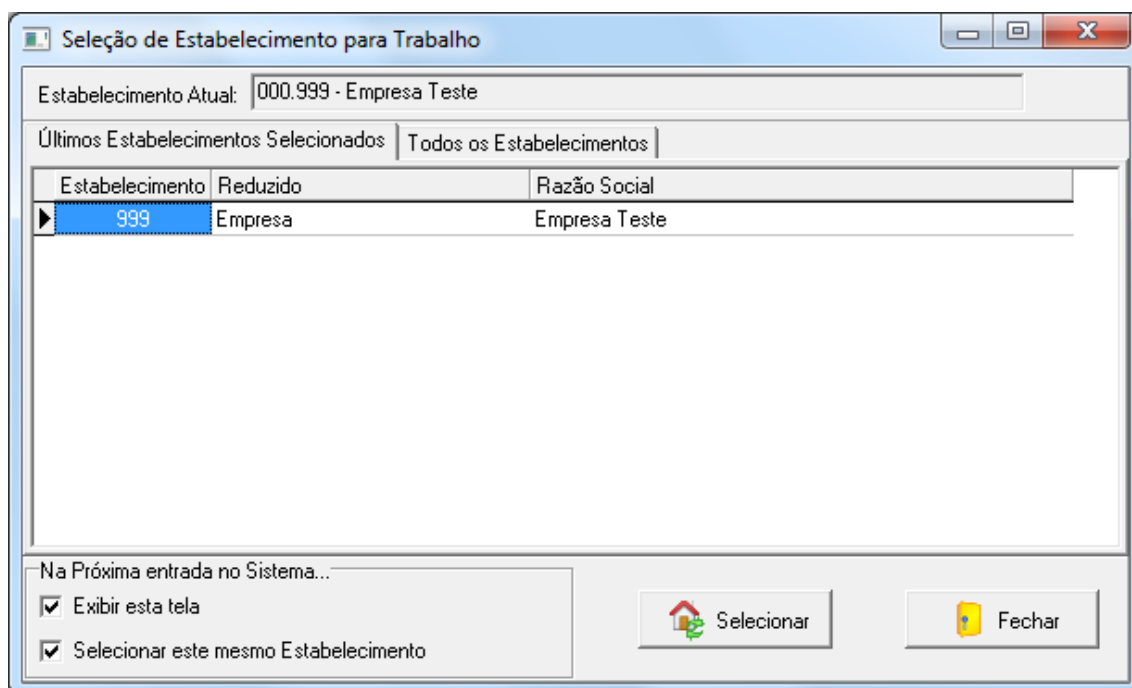 Seleção de Estabelecimento para Trabalho
Estabelecimento Atual: 000.999 - Empresa Teste
Últimos Estabelecimentos Selecionados Todos os Estabelecimentos
Estabelecimento Reduzido Razão Social
999 Empresa Empresa Teste
Na Próxima entrada no Sistema...
Exibir esta tela
Selecionar este mesmo Estabelecimento
Selecionar Fechar